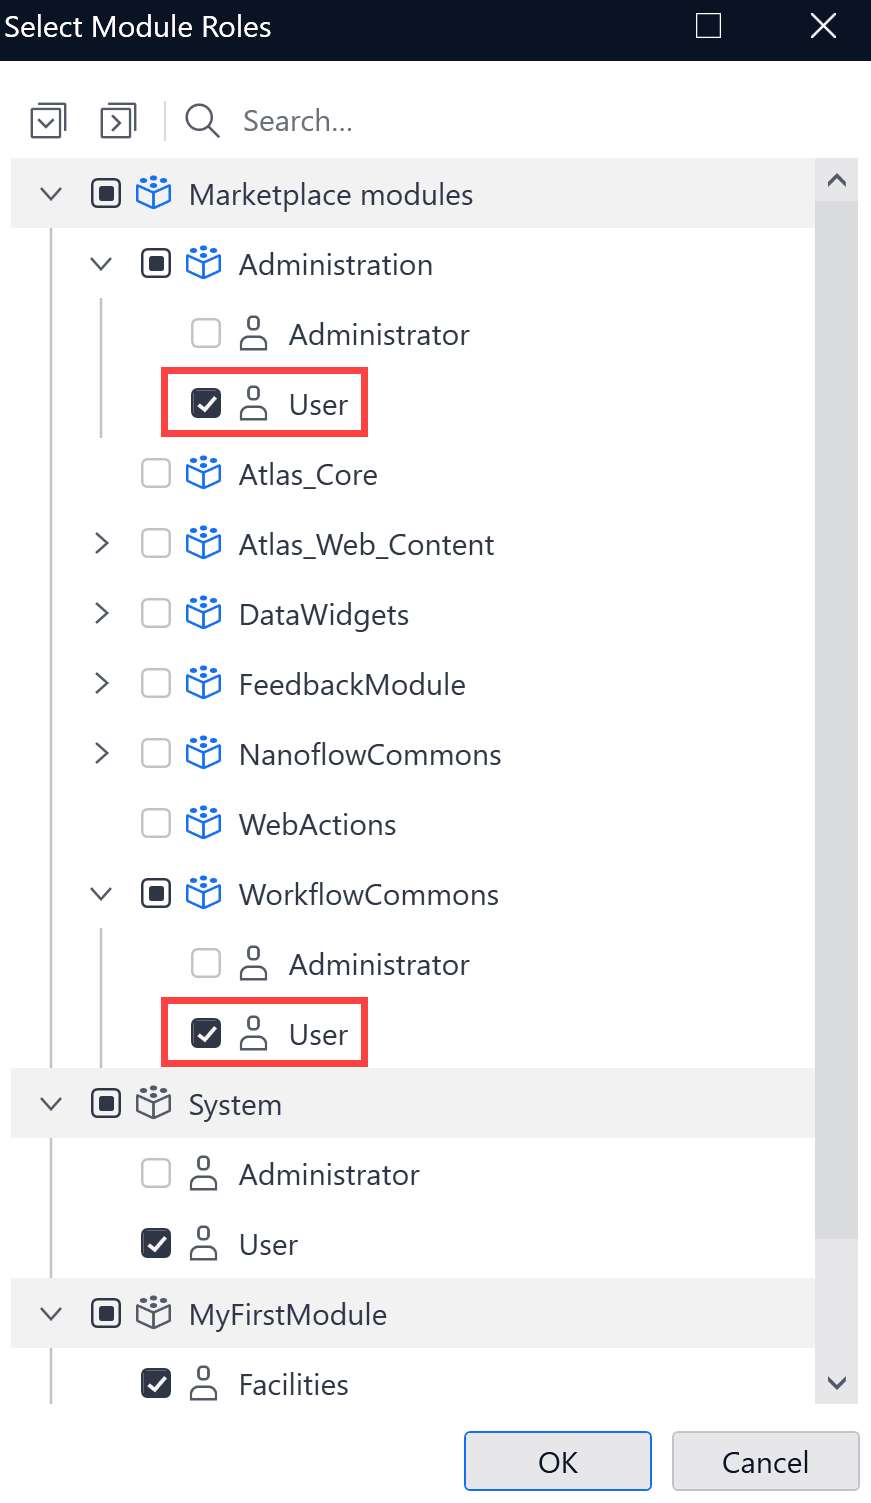 Select Module Roles
Search...
Marketplace modules
Administration
Administrator
User
Atlas_Core
Atlas_Web_Content
DataWidgets
FeedbackModule
NanoflowCommons
WebActions
WorkflowCommons
Administrator
User
System
Administrator
User
MyFirstModule
Facilities
OK Cancel